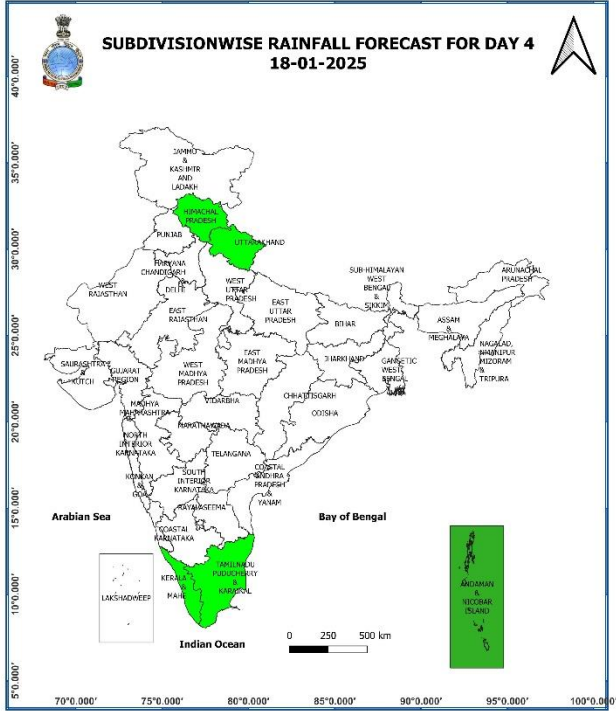 SUBDIVISIONWISE RAINFALL FORECAST FOR DAY 4
18-01-2025
40°0.000'
35°0.000'
30°0.000'
25°0.000'
20°0.000'
15°0.000'
10°0.000'
5°0.000'
JAMMO
&
KASHMIR
AND
LADAKH
HIMACHAL
PRADESH
PUNJAB
UTTARAKHAND
HARYANA
CHANDIGARH
&
DELHI
WEST
RAJASTHAN
WEST
UTTAR
PRADESH
EAST
RAJASTHAN
EAST
UTTAR
PRADESH
SUB-HIMALAYAN
WEST
BENGAL
&
SIKKIM
ARUNACHAL
PRADESH
BIHAR
ASSAM
&
MEGHALAYA
NAGALAD,
MANIPUR
MIZORAM
&
TRIPURA
SAURASHTRA
&
KUTCH
GUJARAT
REGION
WEST
MADHYA
PRADESH
EAST
MADHYA
PRADESH
JHARKHAND
GANGETIC
WEST
BENGAL
CHHATTISGARH
ODISHA
VIDARBHA
MADHYA
MAHARASHTRA
MARATHAWADA
NORTH
INTERIOR
KARNATAKA
TELANGANA
KONKAN
&
GOA
SOUTH
INTERIOR
KARNATAKA
COASTAL
ANDHRA
PRADESH
&
YANAM
RAYALASEEMA
COASTAL
KARNATAKA
Arabian Sea
Bay of Bengal
LAKSHADWEEP
KERALA
&
MAHE
TAMILNADU
PUDUCHERRY
&
KARAIKAL
ANDAMAN
&
NICOBAR
ISLAND
Indian Ocean
0 250 500 km
70°0.000' 75°0.000' 80°0.000' 85°0.000' 90°0.000' 95°0.000' 100°0.000'